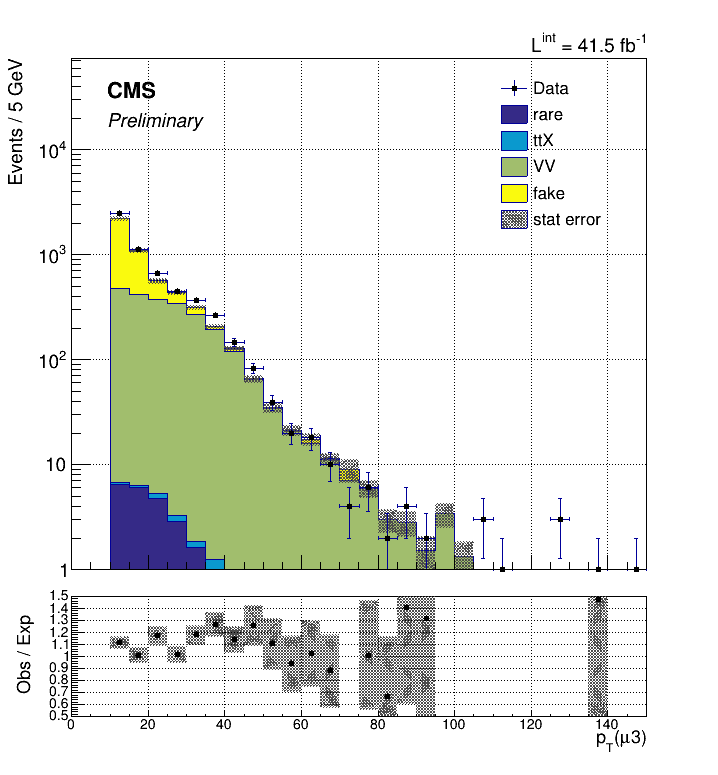 L^int = 41.5 fb^-1
Events / 5 GeV
CMS
Preliminary
Data
rare
ttX
VV
fake
stat error
10^4
10^3
10^2
10
1
Obs / Exp
1.5
1.4
1.3
1.2
1.1
1
0.9
0.8
0.7
0.6
0.5
0 20 40 60 80 100 120 140
p_T(μ3)